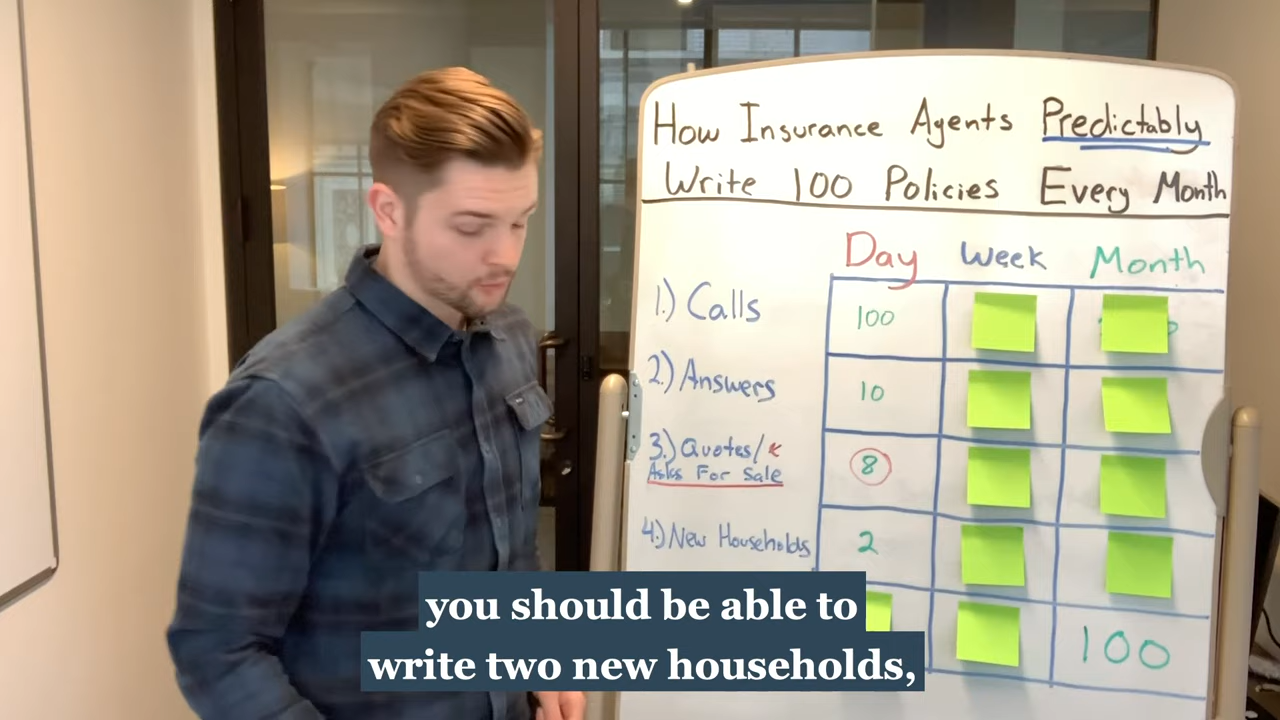 How Insurance Agents Predictably
Write 100 Policies Every Month
Day Week Month
1.) Calls 100
2.) Answers 10
3.) Quotes/
Asks For Sale 8
4.) New Households 2
100
you should be able to
write two new households,